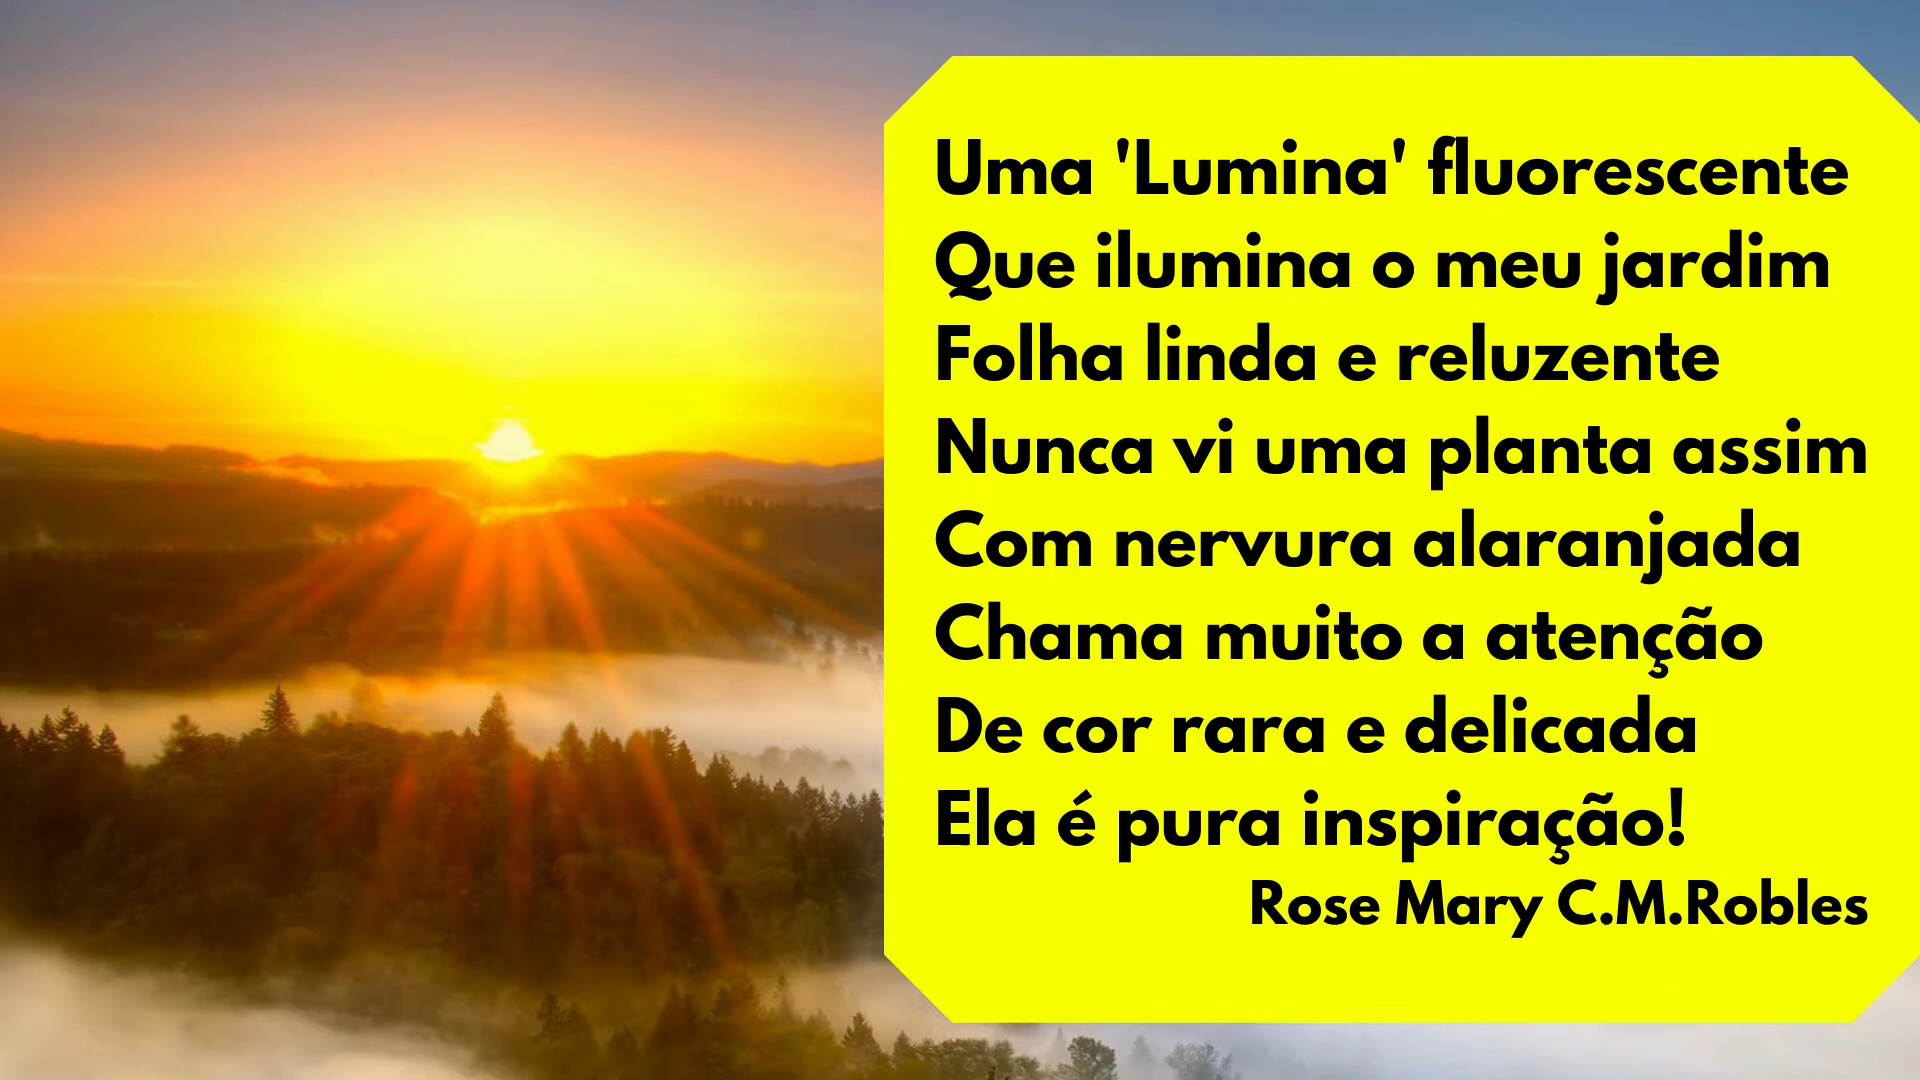 Uma 'Lumina' fluorescente
Que ilumina o meu jardim
Folha linda e reluzente
Nunca vi uma planta assim
Com nervura alaranjada
Chama muito a atenção
De cor rara e delicada
Ela é pura inspiração!
Rose Mary C.M.Robles